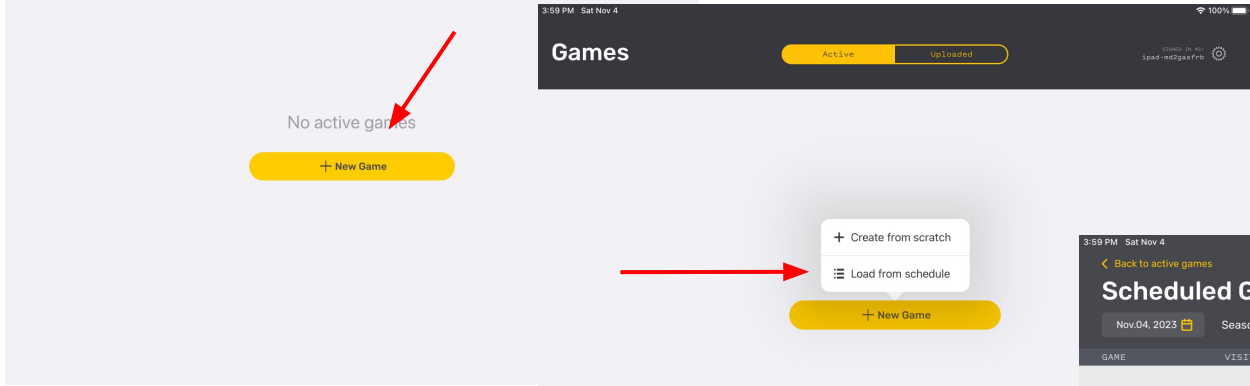 No active games
+ New Game
3:59 PM Sat Nov 4
100%
Games
Active
Uploaded
SIGNED IN AS:
ipad-md2gaafrb
+ Create from scratch
Load from schedule
+ New Game
3:59 PM Sat Nov 4
< Back to active games
Scheduled G
Nov.04, 2023
Seaso
GAME
VISI